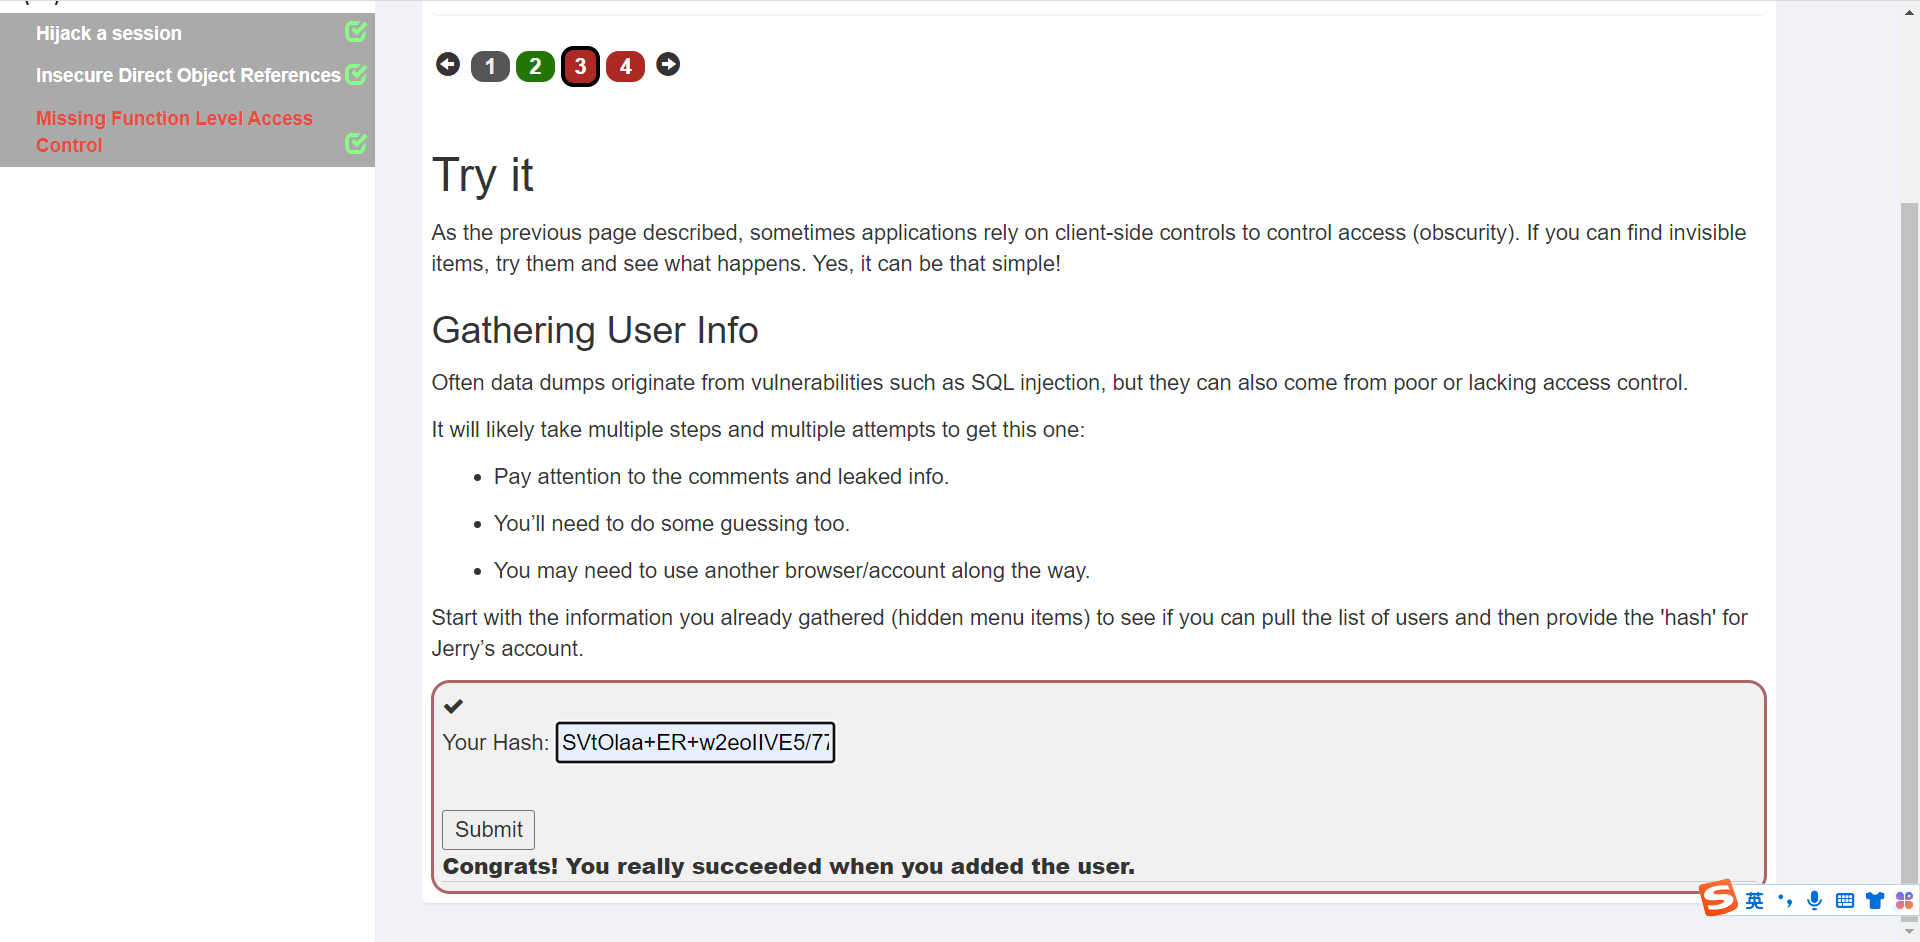 Hijack a session
Insecure Direct Object References
Missing Function Level Access
Control
1 2 3 4
Try it
As the previous page described, sometimes applications rely on client-side controls to control access (obscurity). If you can find invisible
items, try them and see what happens. Yes, it can be that simple!
Gathering User Info
Often data dumps originate from vulnerabilities such as SQL injection, but they can also come from poor or lacking access control.
It will likely take multiple steps and multiple attempts to get this one:
• Pay attention to the comments and leaked info.
• You’ll need to do some guessing too.
• You may need to use another browser/account along the way.
Start with the information you already gathered (hidden menu items) to see if you can pull the list of users and then provide the 'hash' for
Jerry’s account.
Your Hash: SVtOlaa+ER+w2eoIIVE5/77
Submit
Congrats! You really succeeded when you added the user.
S 英